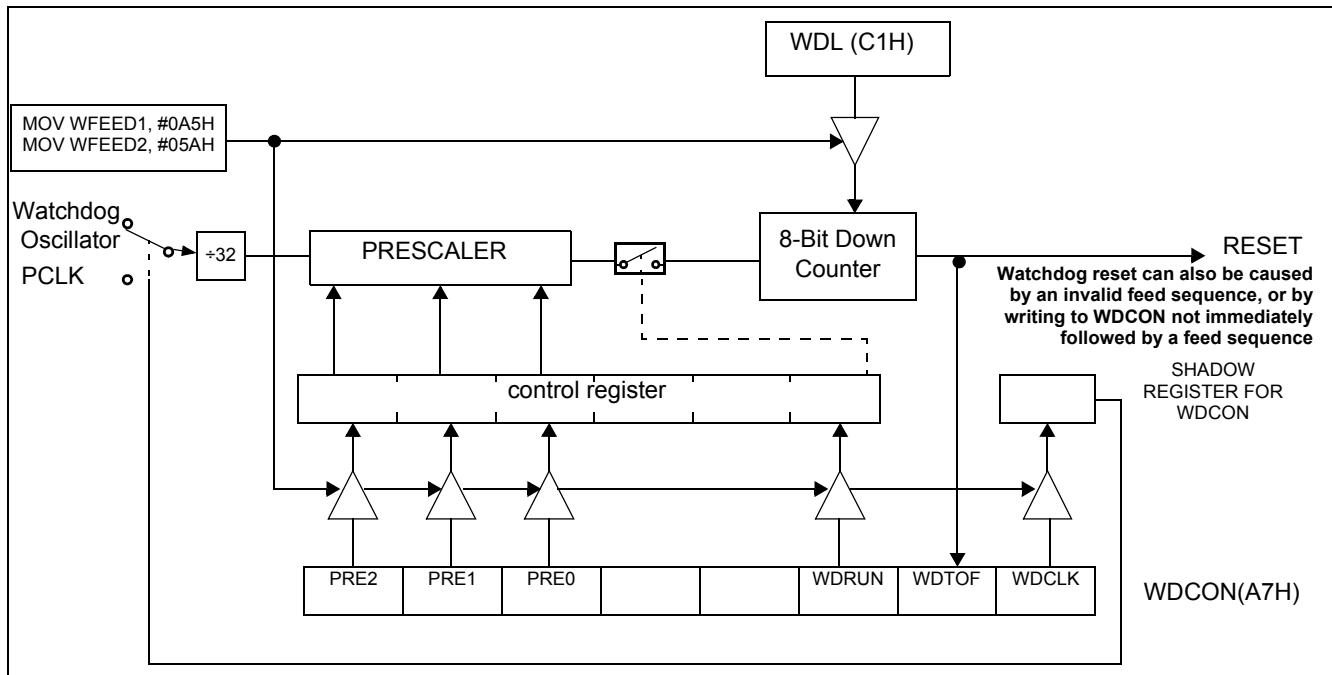 WDL (C1H)
MOV WFEED1, #0A5H
MOV WFEED2, #05AH
Watchdog
Oscillator
PCLK
÷32
PRESCALER
8-Bit Down
Counter
RESET
Watchdog reset can also be caused
by an invalid feed sequence, or by
writing to WDCON not immediately
followed by a feed sequence
control register
SHADOW
REGISTER FOR
WDCON
PRE2
PRE1
PRE0
WDRUN
WDTOF
WDCLK
WDCON(A7H)